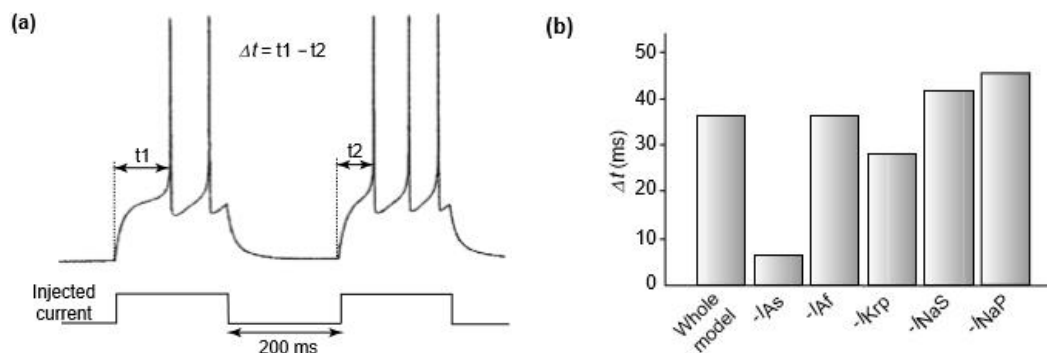 (a)
Δt = t1 – t2
t1
t2
Injected
current
200 ms
(b)
Δt (ms)
50
40
30
20
10
0
Whole
model
-IAs
-IAf
-IKrp
-INaS
-INaP